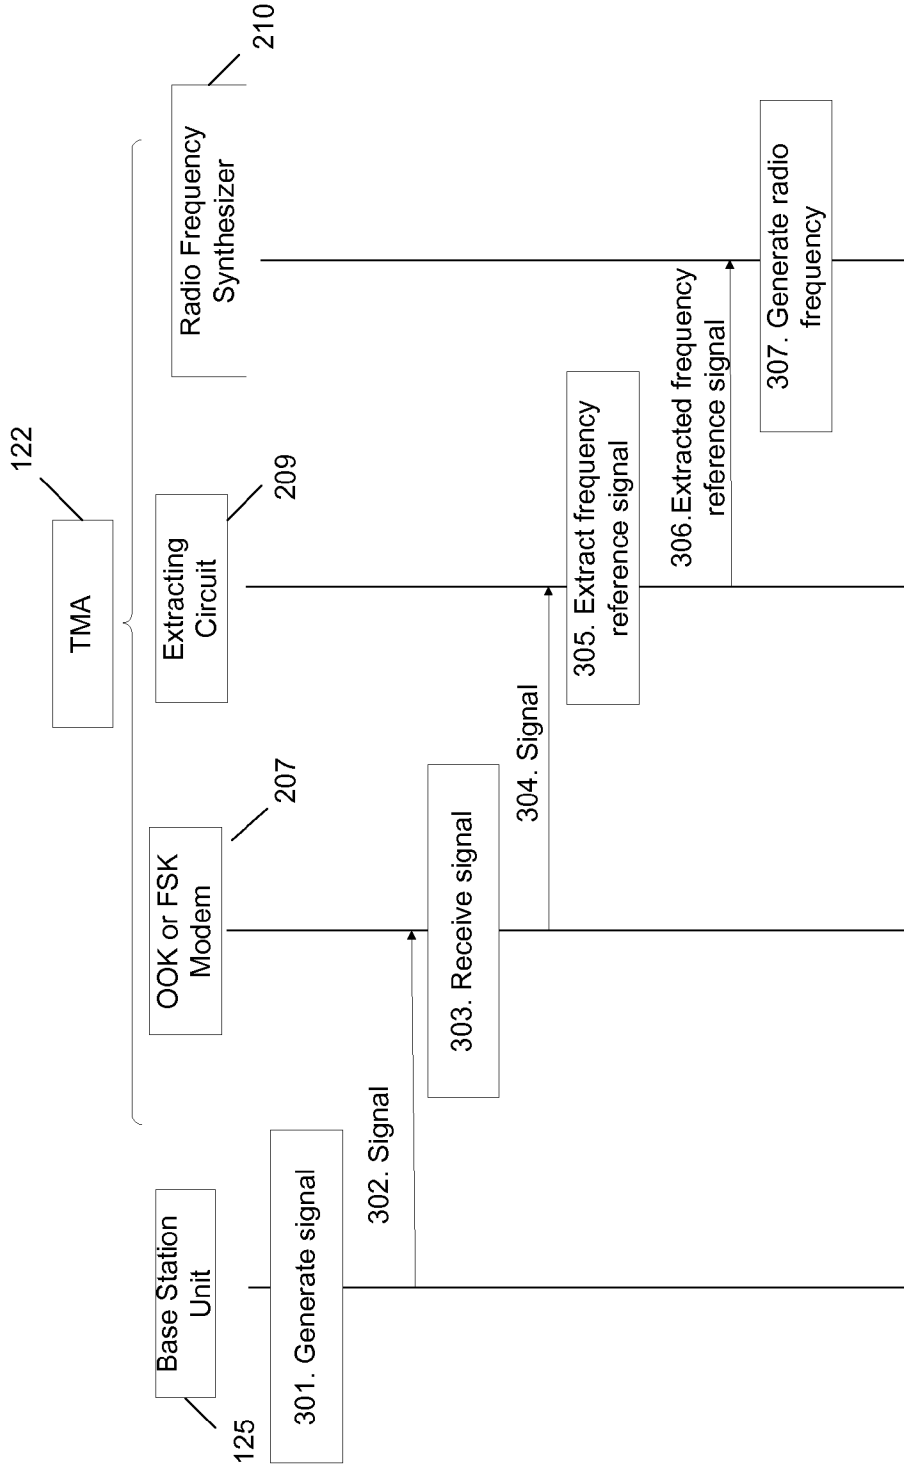 122
TMA
125
Base Station
Unit
OOK or FSK
Modem
207
Extracting
Circuit
209
Radio Frequency
Synthesizer
210
301. Generate signal
302. Signal
303. Receive signal
304. Signal
305. Extract frequency
reference signal
306.Extracted frequency
reference signal
307. Generate radio
frequency